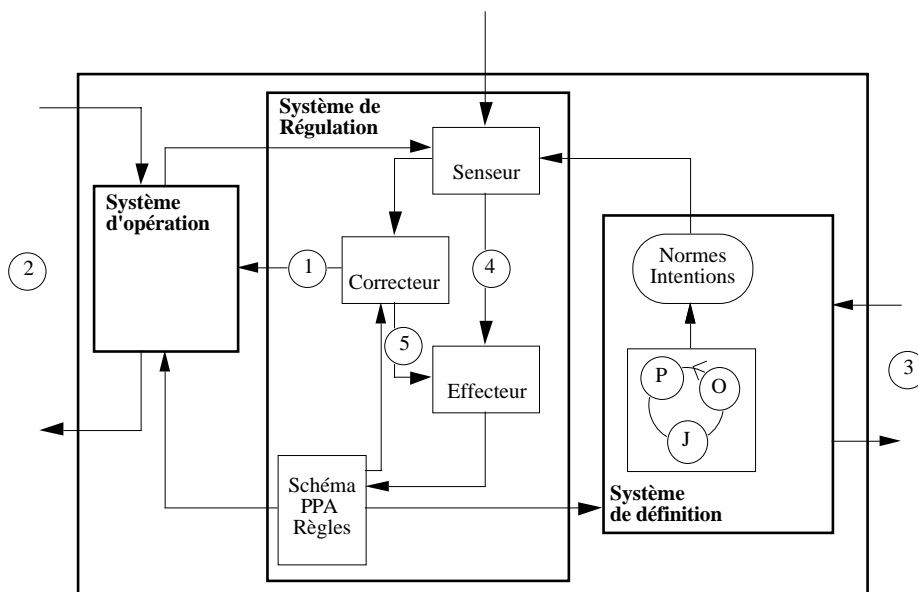 Système de
Régulation
Senseur
Système
d'opération
Normes
Intentions
2
1
Correcteur
4
5
3
P
O
Effecteur
J
Schéma
PPA
Règles
Système
de définition